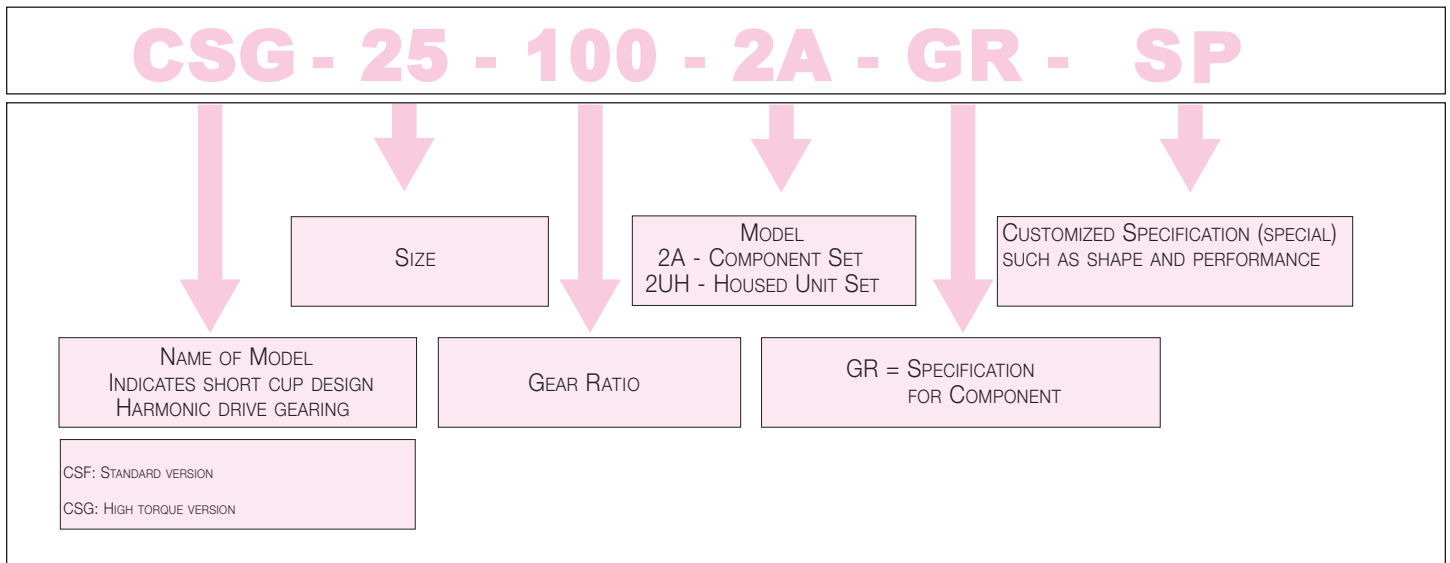 CSG - 25 - 100 - 2A - GR - SP
SIZE
MODEL
2A - COMPONENT SET
2UH - HOUSED UNIT SET
CUSTOMIZED SPECIFICATION (SPECIAL)
SUCH AS SHAPE AND PERFORMANCE
NAME OF MODEL
INDICATES SHORT CUP DESIGN
HARMONIC DRIVE GEARING
GEAR RATIO
GR = SPECIFICATION
FOR COMPONENT
CSF: STANDARD VERSION
CSG: HIGH TORQUE VERSION